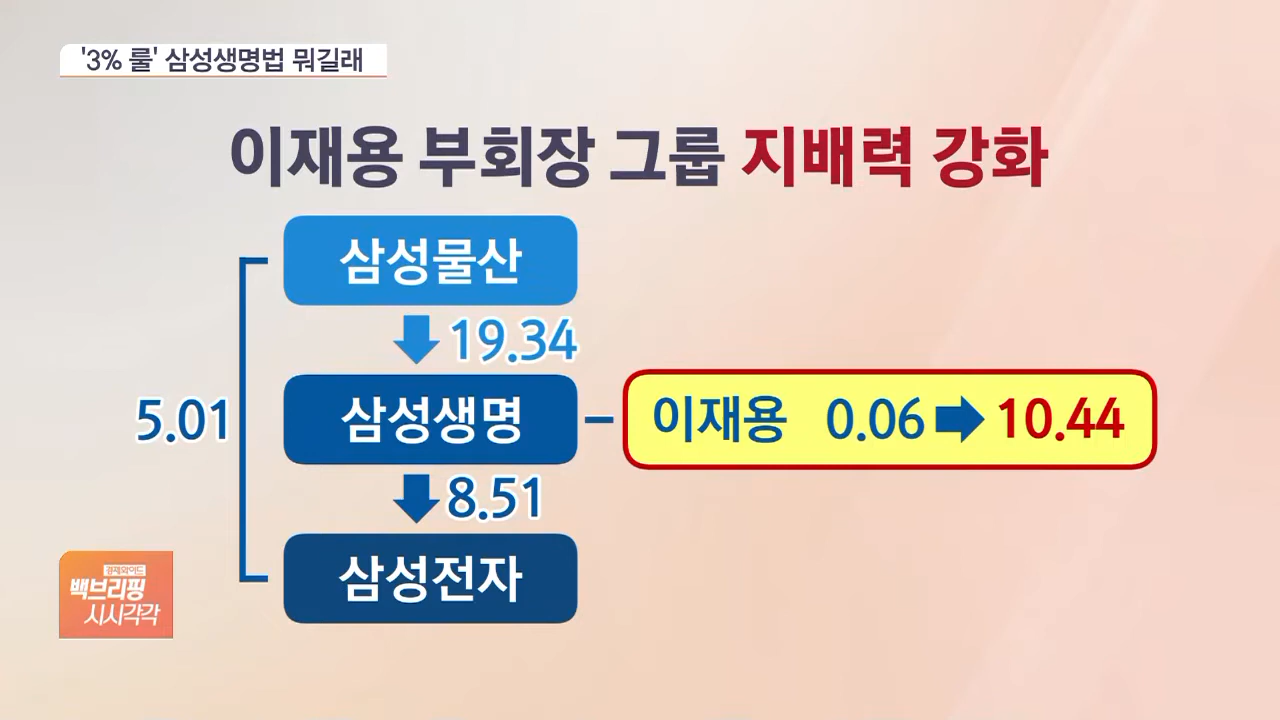 '3% 룰' 삼성생명법 뭐길래
이재용 부회장 그룹 지배력 강화
삼성물산
19.34
5.01
삼성생명
이재용 0.06 10.44
8.51
삼성전자
경제와이드
백브리핑
시시각각